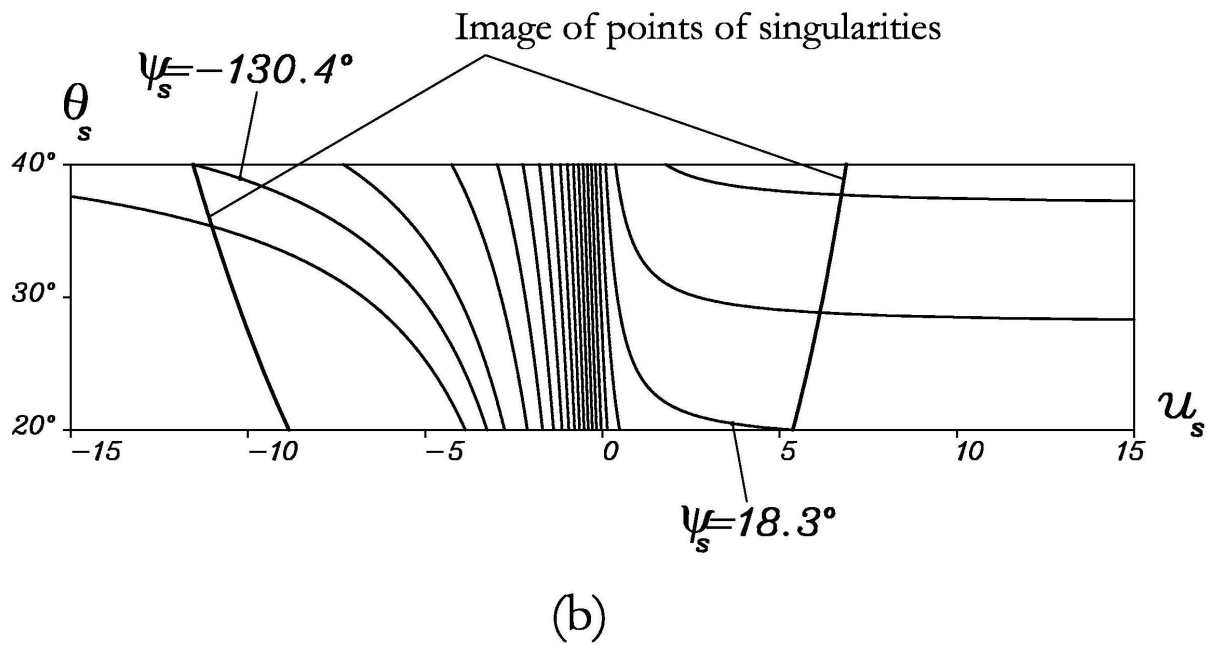 Image of points of singularities
ψs=−130.4°
θs
40°
30°
20°
−15
−10
−5
0
5
10
15
us
ψs=18.3°
(b)